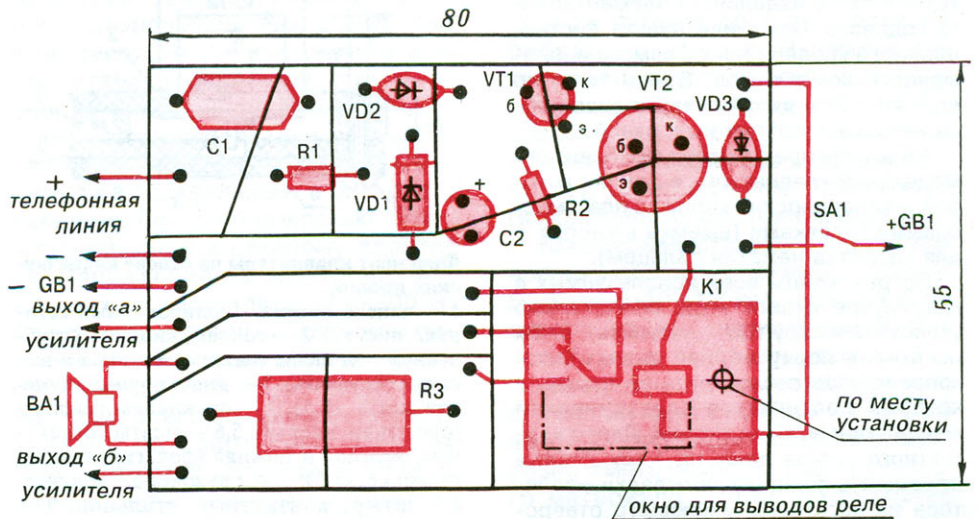 80
VT1
к
VT2
VD2
б
VD3
э
б
к
C1
R1
+
э
+
VD1
R2
SA1
телефонная
линия
C2
+GB1
–
GB1
K1
55
выход «а»
усилителя
BA1
R3
по месту
установки
выход «б»
усилителя
окно для выводов реле